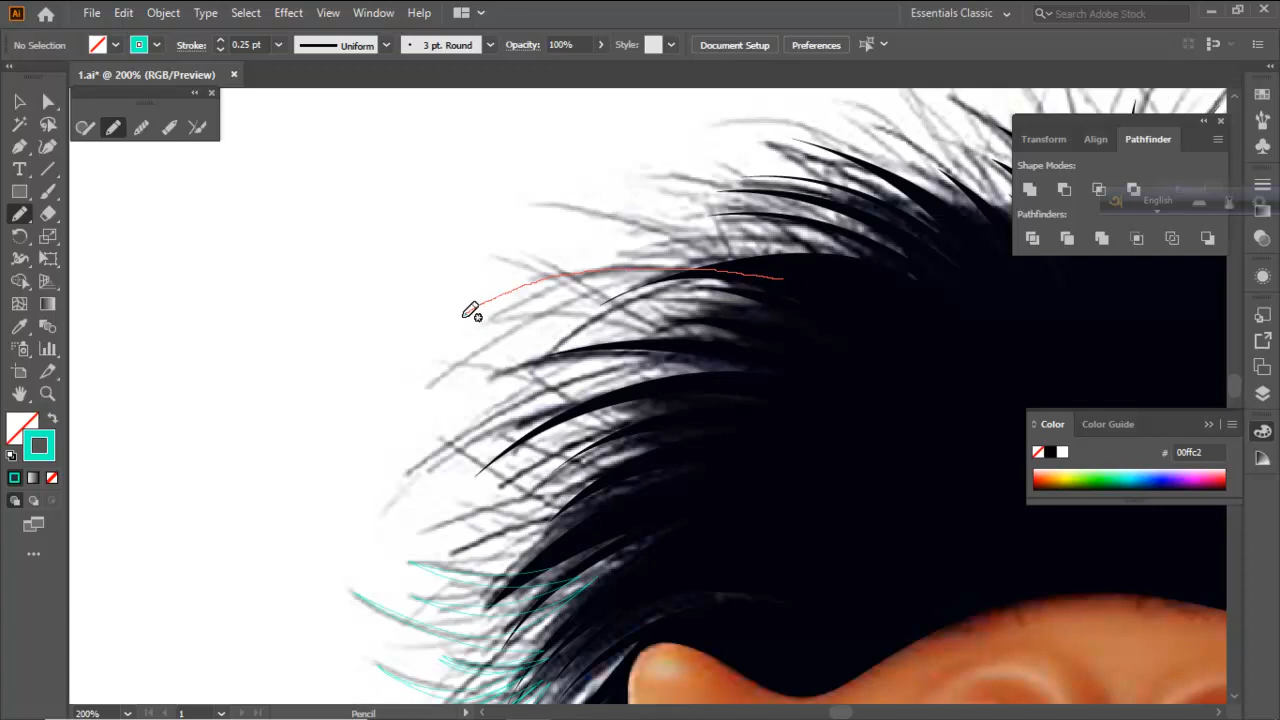 Ai File Edit Object Type Select Effect View Window Help Essentials Classic Search Adobe Stock
No Selection Stroke: 0.25 pt Uniform 3 pt. Round Opacity: 100% Style: Document Setup Preferences
1.ai* @ 200% (RGB/Preview)
Transform Align Pathfinder
Shape Modes:
English
Pathfinders:
Color Color Guide
# 00ffc2
200% 1 Pencil